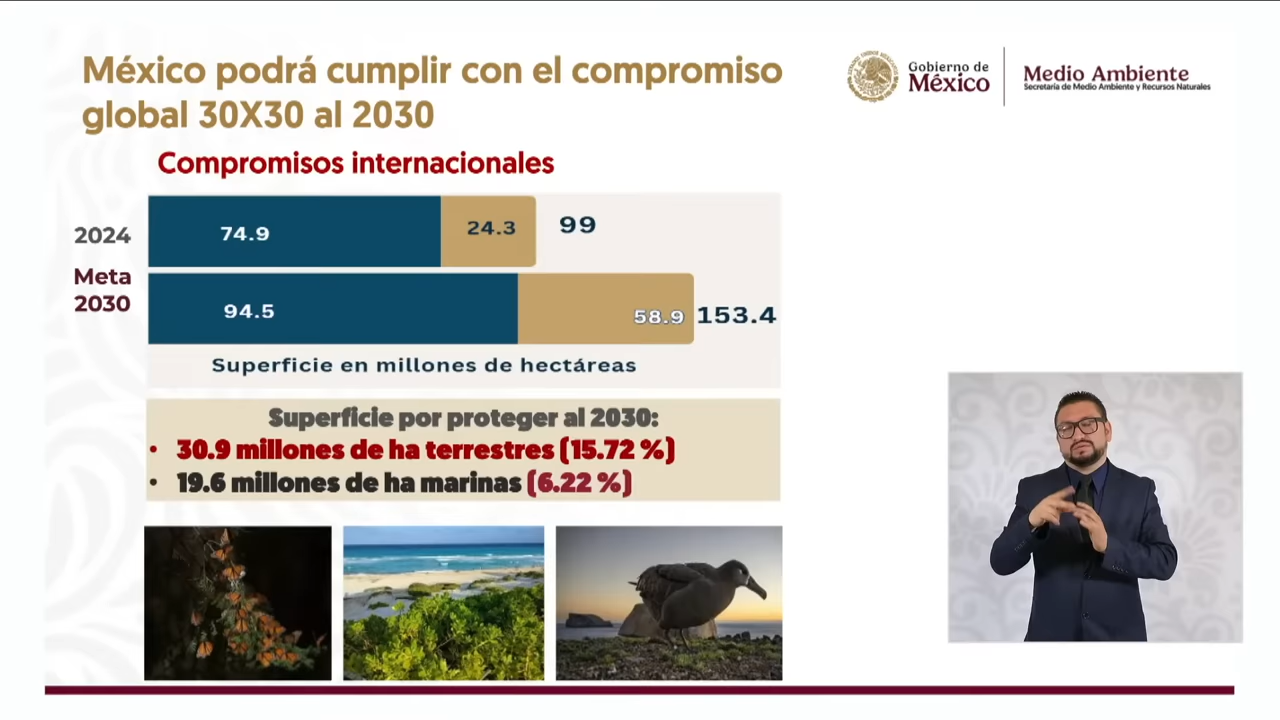 México podrá cumplir con el compromiso
global 30X30 al 2030
Gobierno de
México
Medio Ambiente
Secretaría de Medio Ambiente y Recursos Naturales
Compromisos internacionales
2024
74.9
24.3
99
Meta
2030
94.5
58.9
153.4
Superficie en millones de hectáreas
Superficie por proteger al 2030:
• 30.9 millones de ha terrestres (15.72 %)
• 19.6 millones de ha marinas (6.22 %)